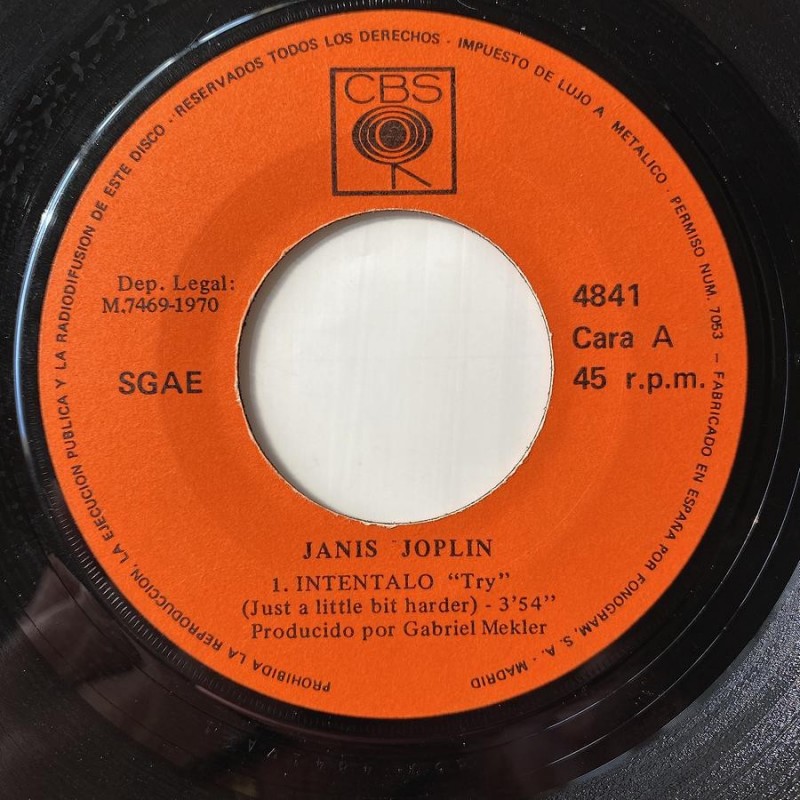 PROHIBIDA LA REPRODUCCION, LA EJECUCION PUBLICA Y LA RADIODIFUSION DE ESTE DISCO · RESERVADOS TODOS LOS DERECHOS · IMPUESTO DE LUJO A METALICO · PERMISO NUM. 7053 – FABRICADO EN ESPAÑA POR FONOGRAM, S. A. - MADRID
CBS
Dep. Legal:
M.7469-1970
SGAE
4841
Cara A
45 r.p.m.
JANIS JOPLIN
1. INTENTALO “Try”
(Just a little bit harder) - 3’54’’
Producido por Gabriel Mekler